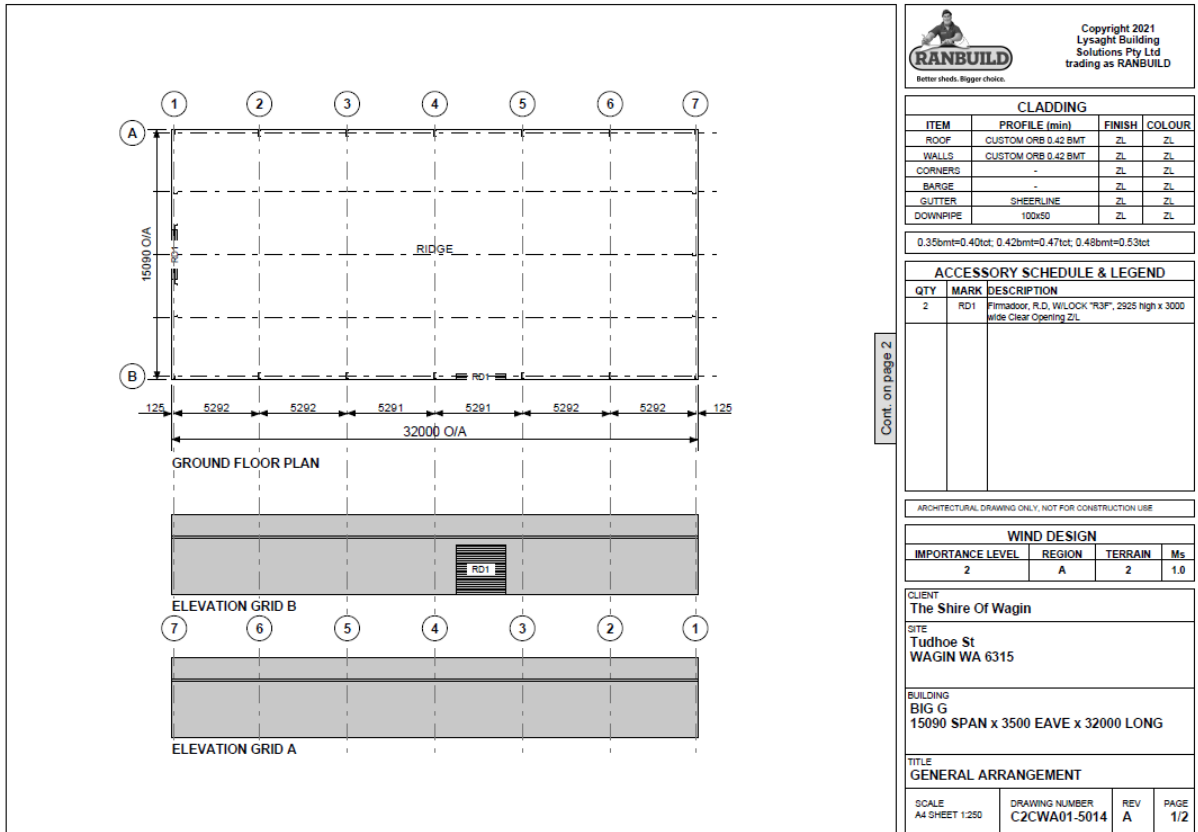 1 2 3 4 5 6 7
A
B
15090 O/A
RD1
RIDGE
RD1
125 5292 5292 5291 5291 5292 5292 125
32000 O/A
GROUND FLOOR PLAN
RD1
ELEVATION GRID B
7 6 5 4 3 2 1
ELEVATION GRID A
Cont. on page 2
RANBUILD
Better sheds. Bigger choice.
Copyright 2021
Lysaght Building
Solutions Pty Ltd
trading as RANBUILD
CLADDING
ITEM PROFILE (min) FINISH COLOUR
ROOF CUSTOM ORB 0.42 BMT ZL ZL
WALLS CUSTOM ORB 0.42 BMT ZL ZL
CORNERS - ZL ZL
BARGE - ZL ZL
GUTTER SHEERLINE ZL ZL
DOWNPIPE 100x50 ZL ZL
0.35bmt=0.40tct; 0.42bmt=0.47tct; 0.48bmt=0.53tct
ACCESSORY SCHEDULE & LEGEND
QTY MARK DESCRIPTION
2 RD1 Firmadoor, R.D, W/LOCK "R3F", 2925 high x 3000
wide Clear Opening Z/L
ARCHITECTURAL DRAWING ONLY, NOT FOR CONSTRUCTION USE
WIND DESIGN
IMPORTANCE LEVEL REGION TERRAIN Ms
2 A 2 1.0
CLIENT
The Shire Of Wagin
SITE
Tudhoe St
WAGIN WA 6315
BUILDING
BIG G
15090 SPAN x 3500 EAVE x 32000 LONG
TITLE
GENERAL ARRANGEMENT
SCALE
A4 SHEET 1:250
DRAWING NUMBER
C2CWA01-5014
REV
A
PAGE
1/2